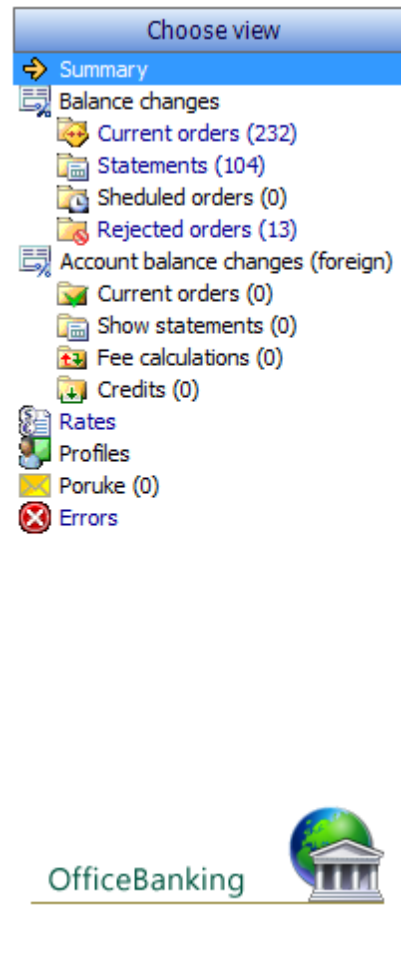 Choose view
Summary
Balance changes
Current orders (232)
Statements (104)
Sheduled orders (0)
Rejected orders (13)
Account balance changes (foreign)
Current orders (0)
Show statements (0)
Fee calculations (0)
Credits (0)
Rates
Profiles
Poruke (0)
Errors
OfficeBanking